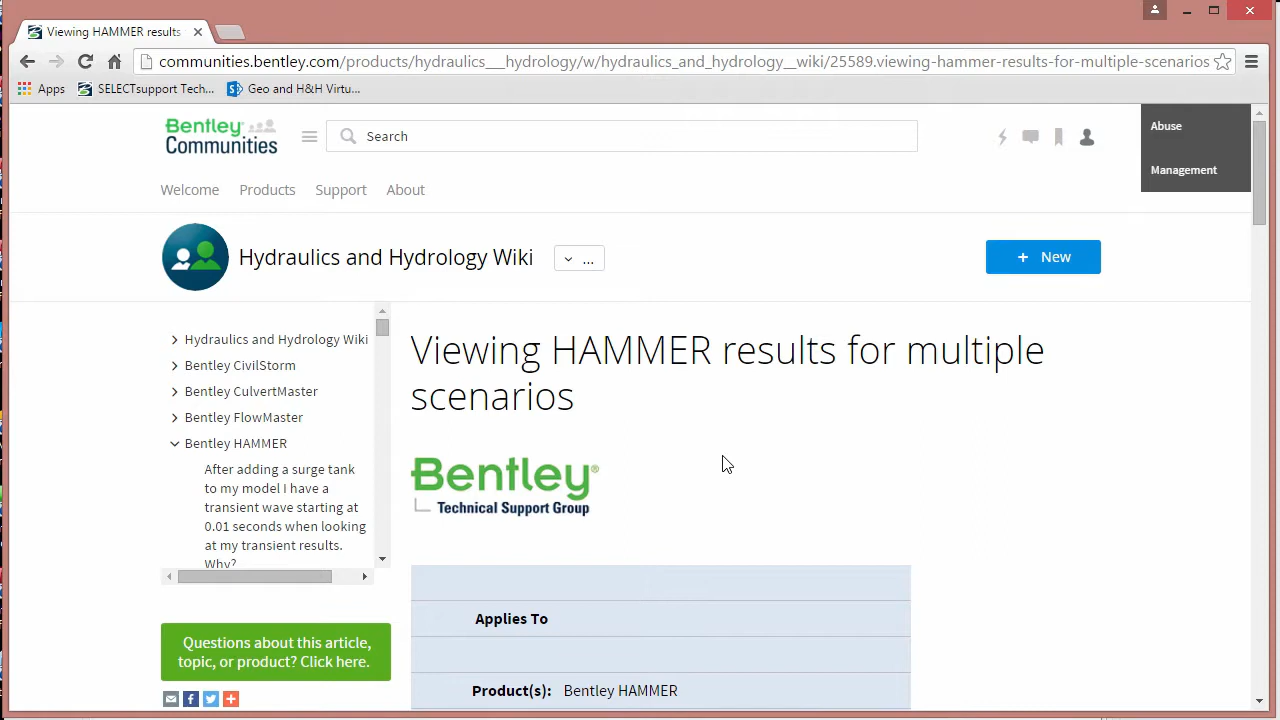 Viewing HAMMER results
communities.bentley.com/products/hydraulics___hydrology/w/hydraulics_and_hydrology__wiki/25589.viewing-hammer-results-for-multiple-scenarios
Apps SELECTsupport Tech... Geo and H&H Virtu...
Bentley
Communities
Search
Abuse
Management
Welcome Products Support About
Hydraulics and Hydrology Wiki
...
+ New
Hydraulics and Hydrology Wiki
Bentley CivilStorm
Bentley CulvertMaster
Bentley FlowMaster
Bentley HAMMER
After adding a surge tank
to my model I have a
transient wave starting at
0.01 seconds when looking
at my transient results.
Why?
Questions about this article,
topic, or product? Click here.
Viewing HAMMER results for multiple
scenarios
Bentley®
Technical Support Group
Applies To
Product(s): Bentley HAMMER